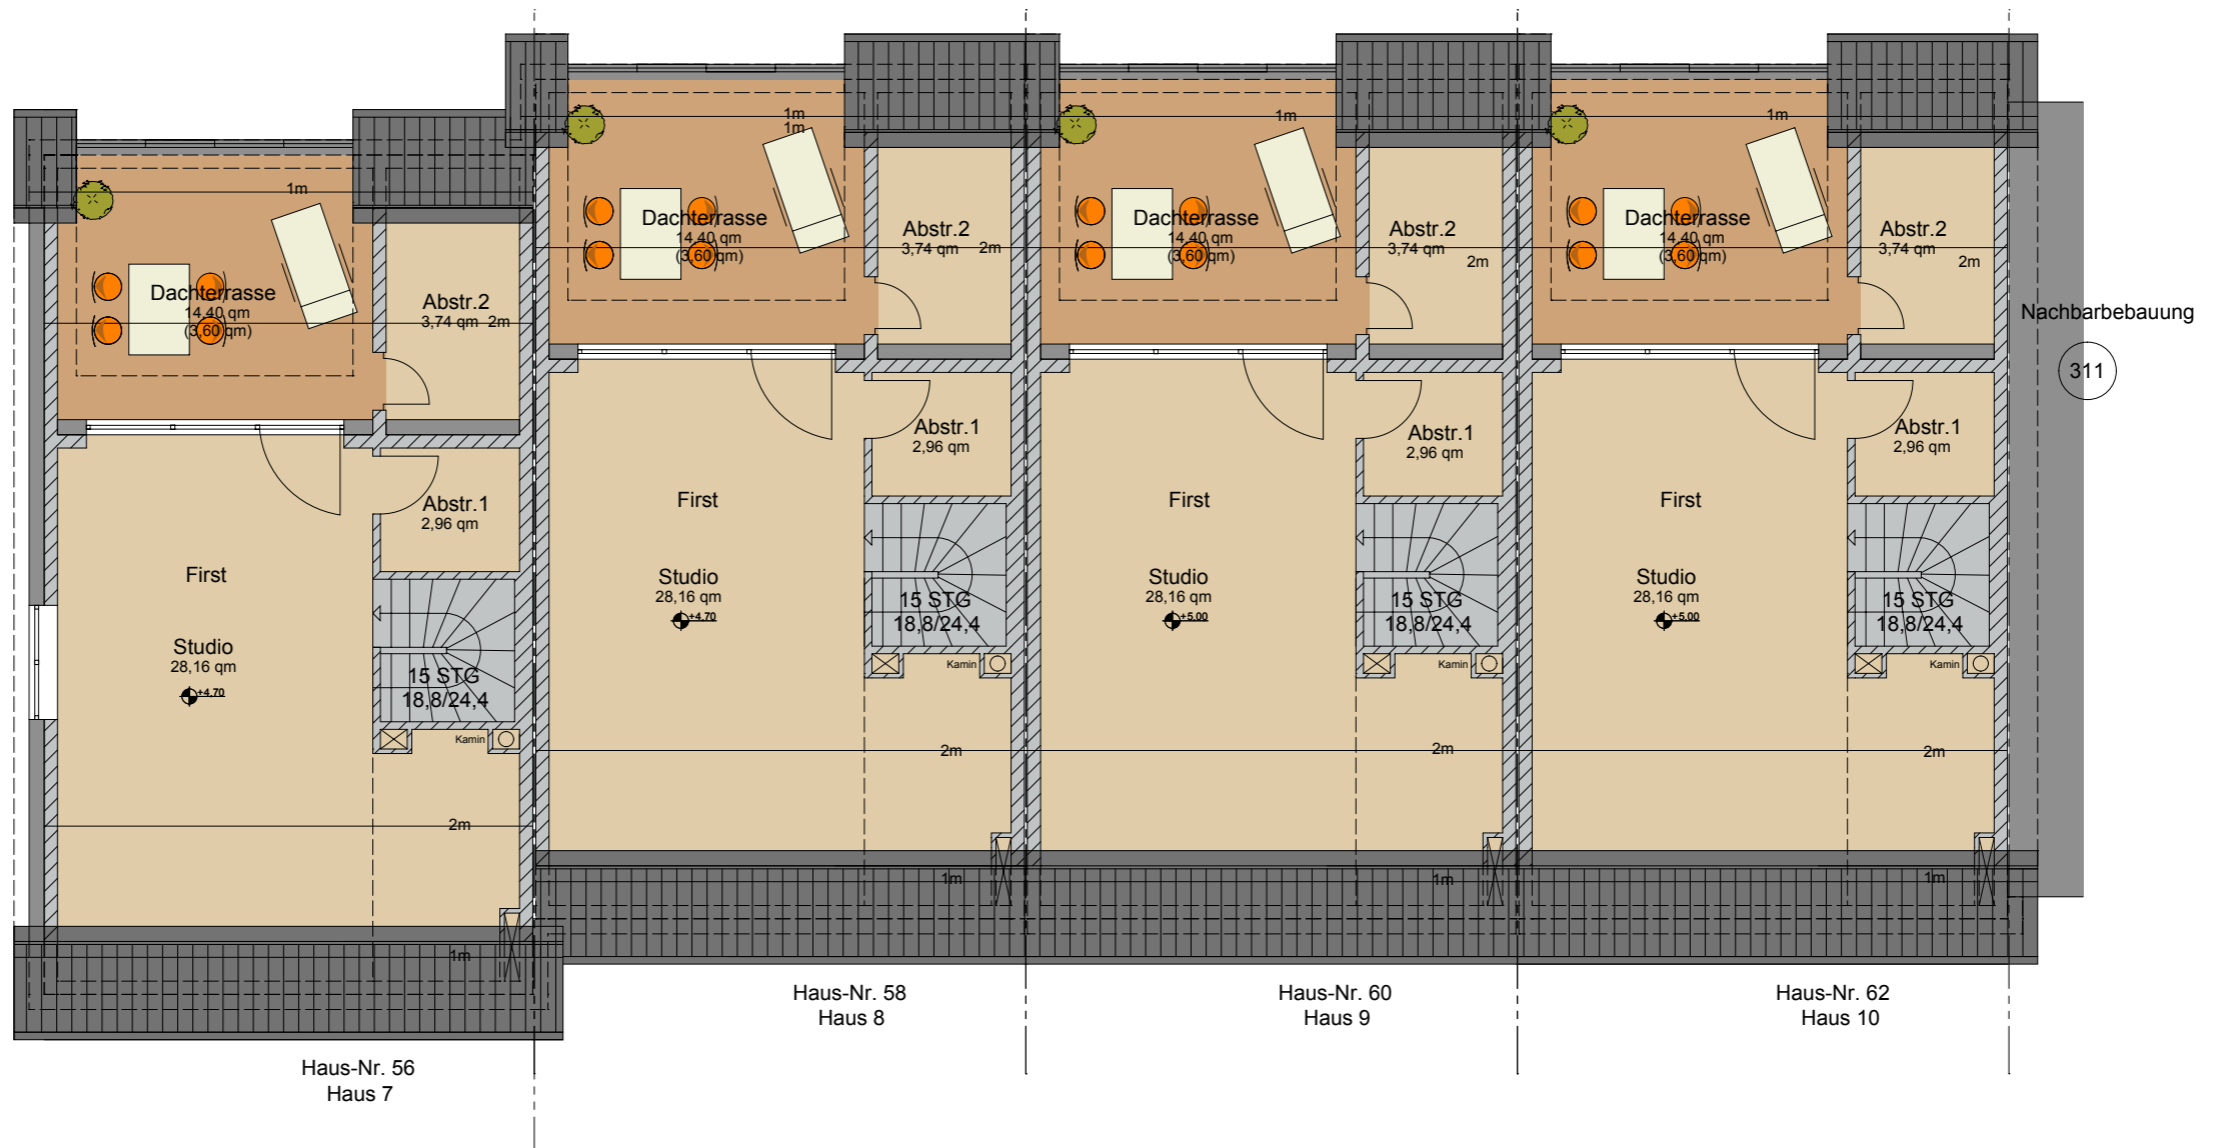 1m
Dachterrasse
14,40 qm
(3,60 qm)
Abstr.2
3,74 qm
2m
Abstr.1
2,96 qm
First
Studio
28,16 qm
+4.70
15 STG
18,8/24,4
Kamin
2m
1m
Haus-Nr. 56
Haus 7
1m
1m
Dachterrasse
14,40 qm
(3,60 qm)
Abstr.2
3,74 qm
2m
Abstr.1
2,96 qm
First
Studio
28,16 qm
+4.70
15 STG
18,8/24,4
Kamin
2m
1m
Haus-Nr. 58
Haus 8
1m
Dachterrasse
14,40 qm
(3,60 qm)
Abstr.2
3,74 qm
2m
Abstr.1
2,96 qm
First
Studio
28,16 qm
+5.00
15 STG
18,8/24,4
Kamin
2m
1m
Haus-Nr. 60
Haus 9
1m
Dachterrasse
14,40 qm
(3,60 qm)
Abstr.2
3,74 qm
2m
Abstr.1
2,96 qm
First
Studio
28,16 qm
+5.00
15 STG
18,8/24,4
Kamin
2m
1m
Haus-Nr. 62
Haus 10
Nachbarbebauung
311